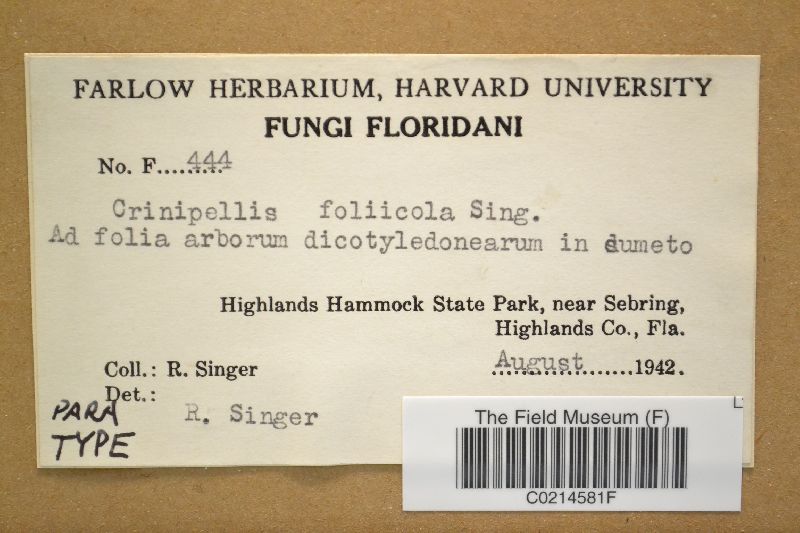 FARLOW HERBARIUM, HARVARD UNIVERSITY
FUNGI FLORIDANI
No. F.........444
Crinipellis foliicola Sing.
Ad folia arborum dicotyledonearum in dumeto
Highlands Hammock State Park, near Sebring,
Highlands Co., Fla.
August 1942.
Coll.: R. Singer
Det.:
R. Singer
PARA
TYPE
The Field Museum (F)
C0214581F